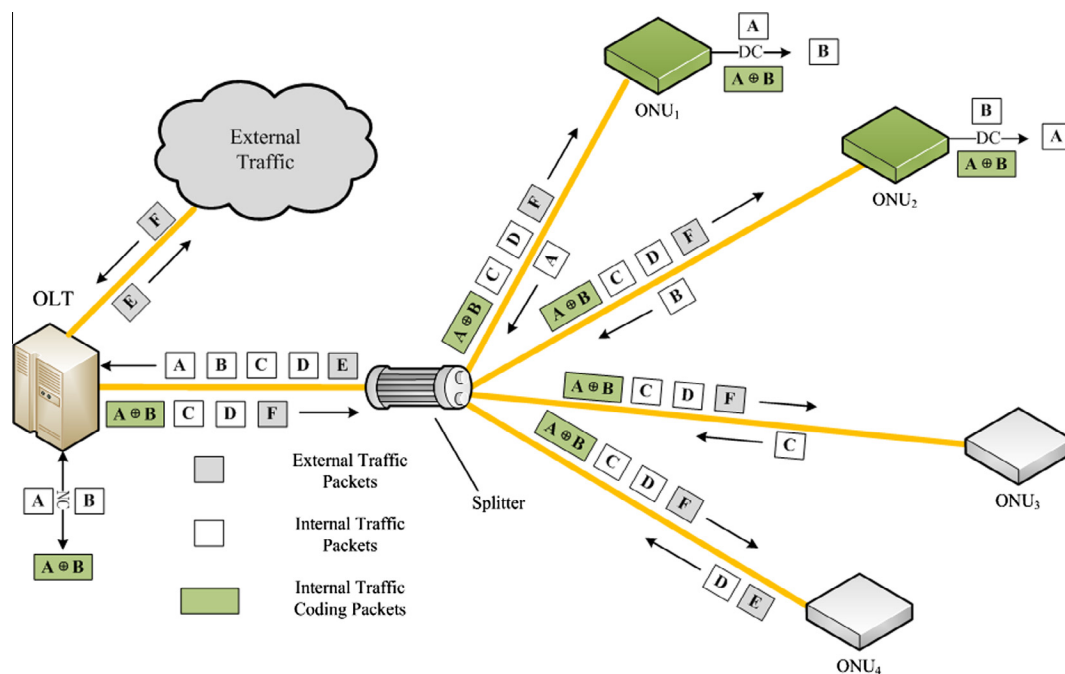 A
DC
B
A ⊕ B
ONU1
B
DC
A
A ⊕ B
ONU2
External
Traffic
F
E
OLT
A B C D E
A ⊕ B C D F
A ⊕ B C D F
A
A ⊕ B C D F
B
A ⊕ B C D F
C
ONU3
A ⊕ B C D F
D E
ONU4
Splitter
A NC B
A ⊕ B
External Traffic
Packets
Internal Traffic
Packets
Internal Traffic
Coding Packets